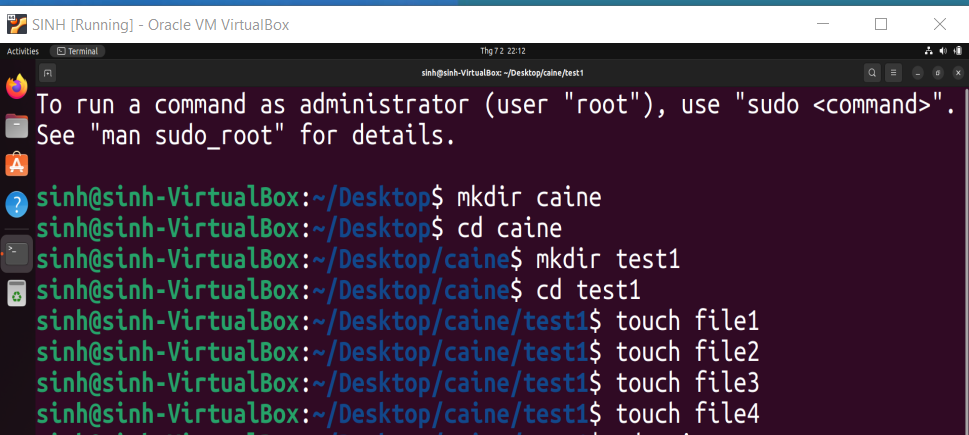 SINH [Running] - Oracle VM VirtualBox
Activities
Terminal
Thg 7 2 22:12
sinh@sinh-VirtualBox: ~/Desktop/caine/test1
To run a command as administrator (user "root"), use "sudo <command>".
See "man sudo_root" for details.
sinh@sinh-VirtualBox:~/Desktop$ mkdir caine
sinh@sinh-VirtualBox:~/Desktop$ cd caine
sinh@sinh-VirtualBox:~/Desktop/caine$ mkdir test1
sinh@sinh-VirtualBox:~/Desktop/caine$ cd test1
sinh@sinh-VirtualBox:~/Desktop/caine/test1$ touch file1
sinh@sinh-VirtualBox:~/Desktop/caine/test1$ touch file2
sinh@sinh-VirtualBox:~/Desktop/caine/test1$ touch file3
sinh@sinh-VirtualBox:~/Desktop/caine/test1$ touch file4